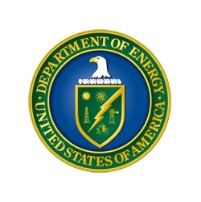 DEPARTMENT OF ENERGY
UNITED STATES OF AMERICA